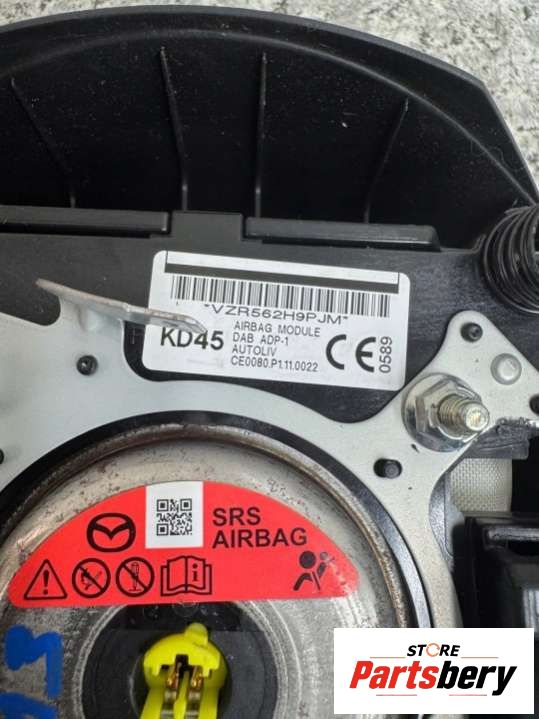 *VZR562H9PJM*
KD45
AIRBAG MODULE
DAB ADP-1
AUTOLIV
CE0080.P1.11.0022
CE
0589
SRS
AIRBAG
STORE
Partsbery